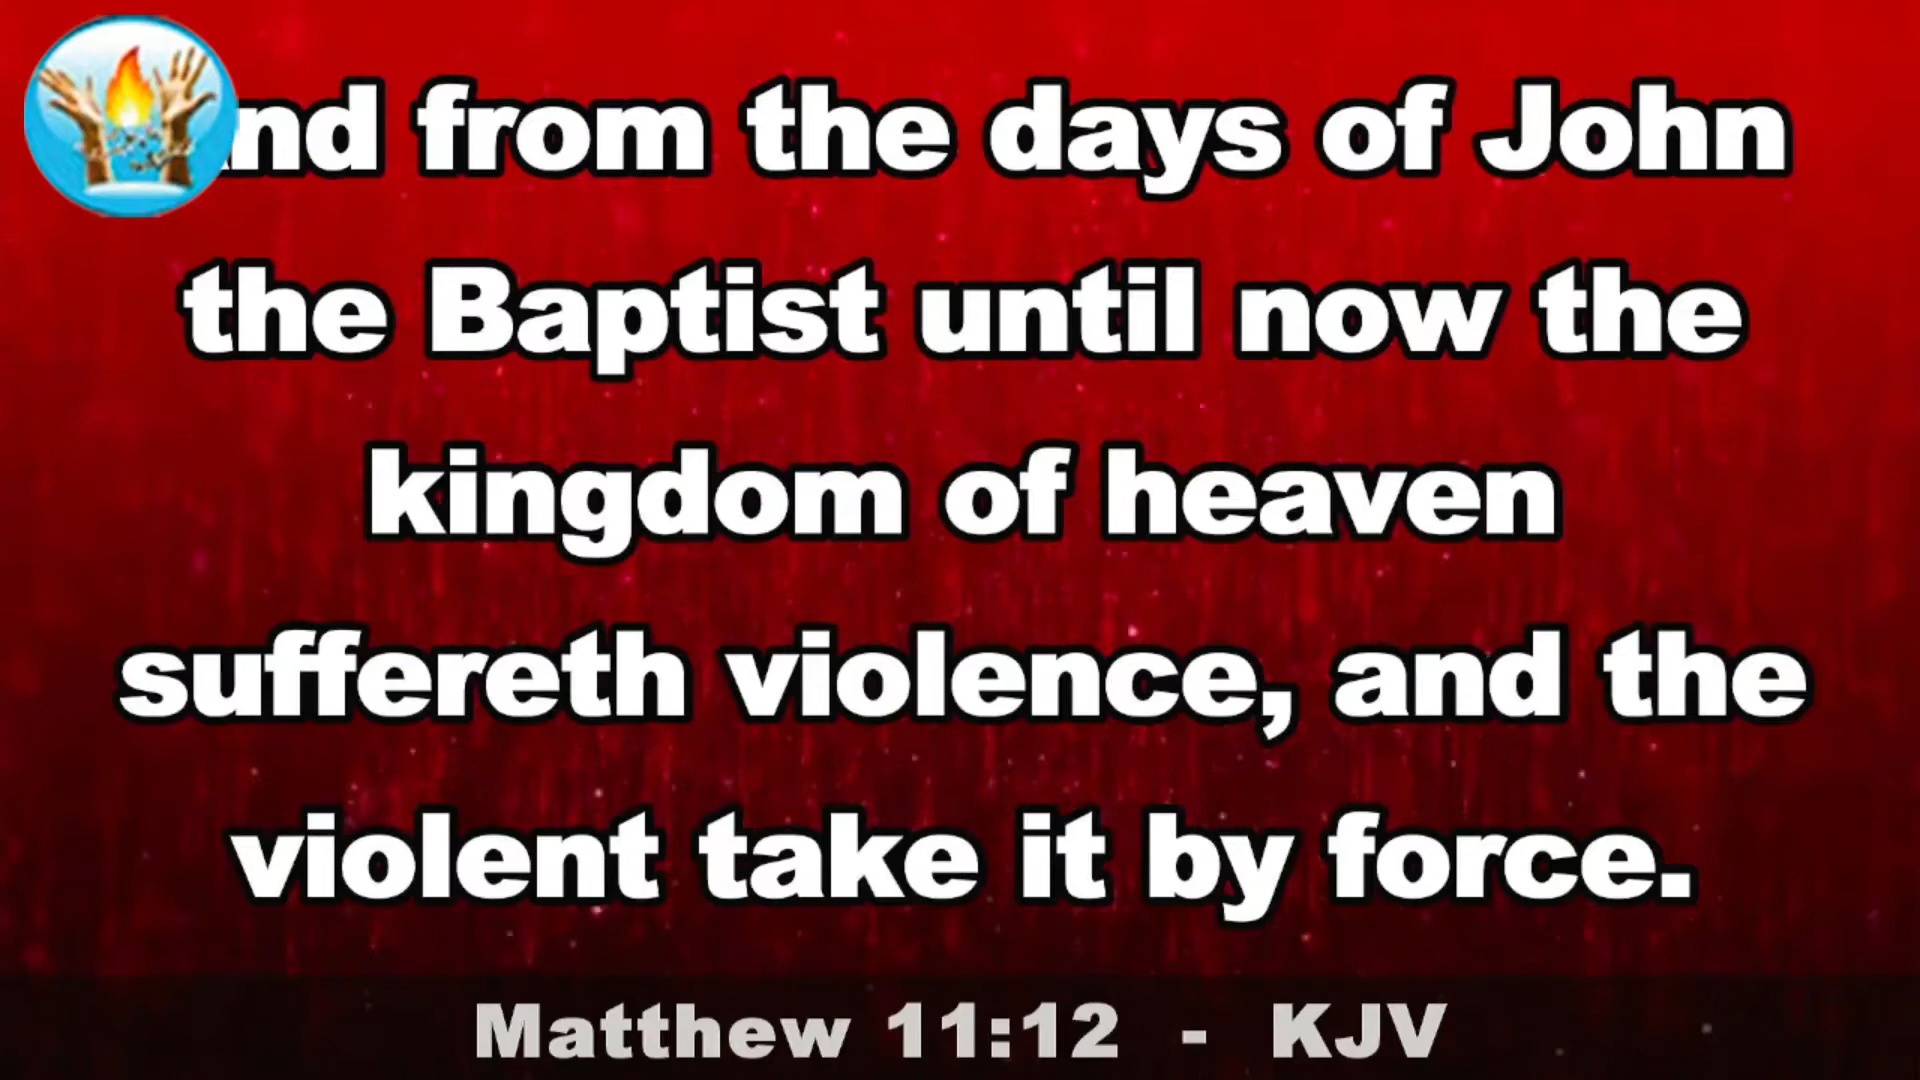 nd from the days of John
the Baptist until now the
kingdom of heaven
suffereth violence, and the
violent take it by force.
Matthew 11:12 - KJV